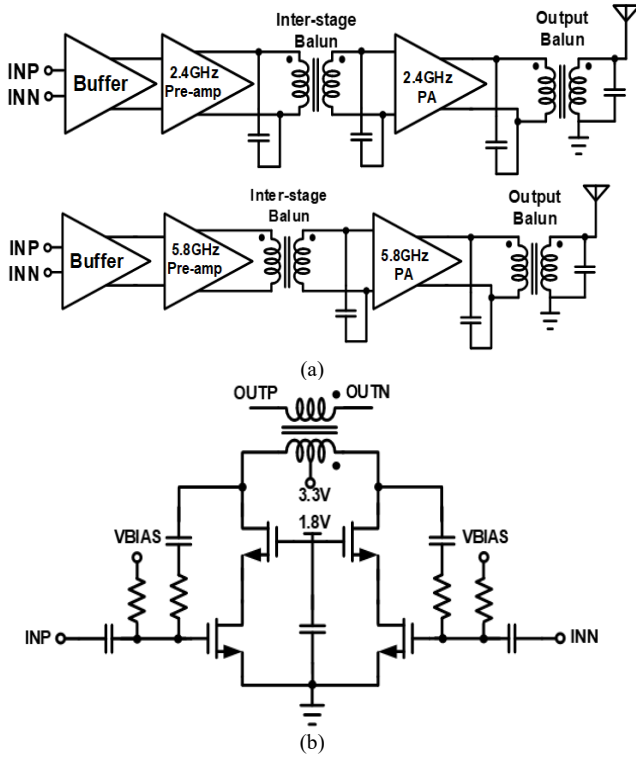 Inter-stage
Balun
Output
Balun
INP
INN
Buffer
2.4GHz
Pre-amp
2.4GHz
PA
Inter-stage
Balun
Output
Balun
INP
INN
Buffer
5.8GHz
Pre-amp
5.8GHz
PA
(a)
OUTP
OUTN
3.3V
1.8V
VBIAS
VBIAS
INP
INN
(b)